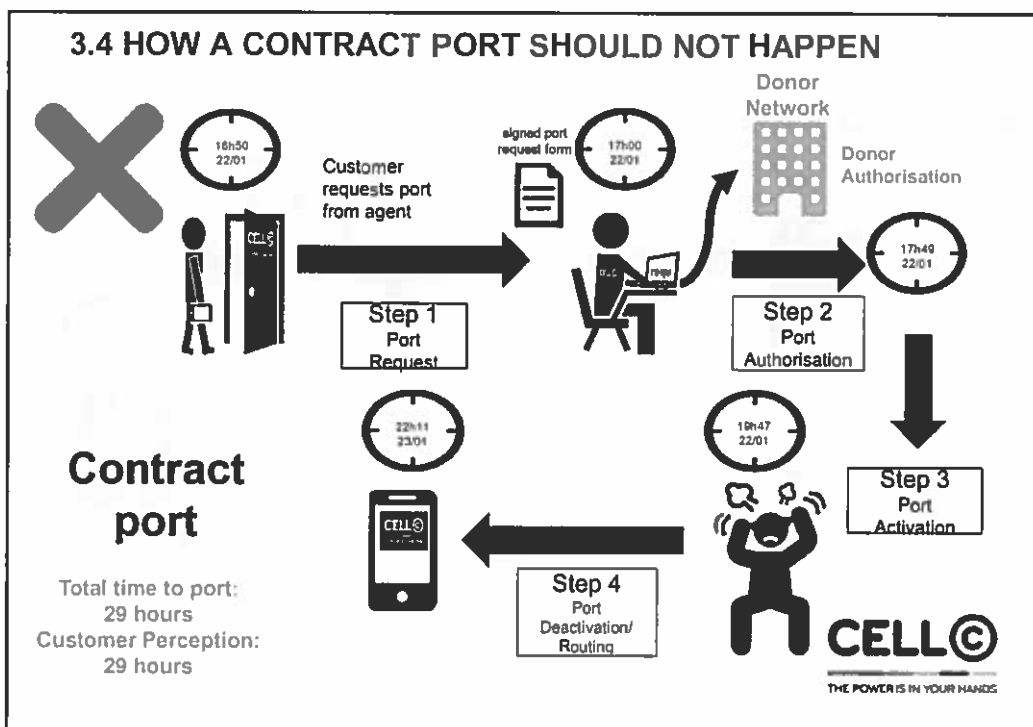 3.4 HOW A CONTRACT PORT SHOULD NOT HAPPEN
16h50
22/01
Customer
requests port
from agent
signed port
request form
17h00
22/01
Donor
Network
Donor
Authorisation
CELL©
CELL C
17h49
22/01
Step 1
Port
Request
Step 2
Port
Authorisation
22h11
23/01
19h47
22/01
Step 3
Port
Activation
Contract
port
CELL©
Step 4
Port
Deactivation/
Routing
Total time to port:
29 hours
Customer Perception:
29 hours
CELL©
THE POWER IS IN YOUR HANDS